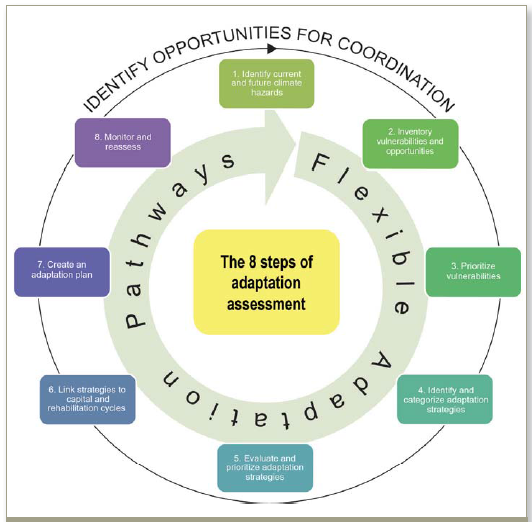 IDENTIFY OPPORTUNITIES FOR COORDINATION
1. Identify current
and future climate
hazards
2. Inventory
vulnerabilities and
opportunities
3. Prioritize
vulnerabilities
4. Identify and
categorize adaptation
strategies
5. Evaluate and
prioritize adaptation
strategies
6. Link strategies to
capital and
rehabilitation cycles
7. Create an
adaptation plan
8. Monitor and
reassess
Flexible Adaptation Pathways
The 8 steps of
adaptation
assessment